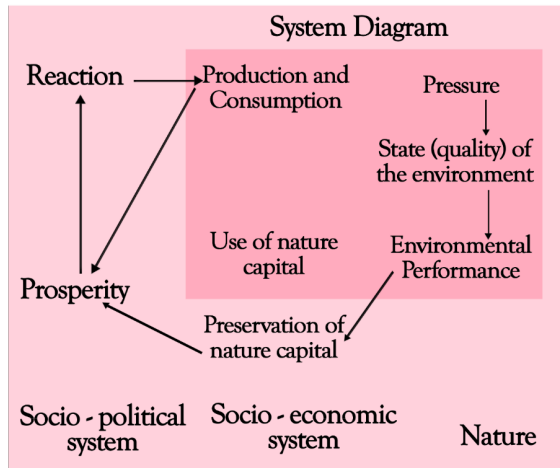 System Diagram
Reaction
Production and
Consumption
Pressure
State (quality) of
the environment
Use of nature
capital
Environmental
Performance
Prosperity
Preservation of
nature capital
Socio - political
system
Socio - economic
system
Nature